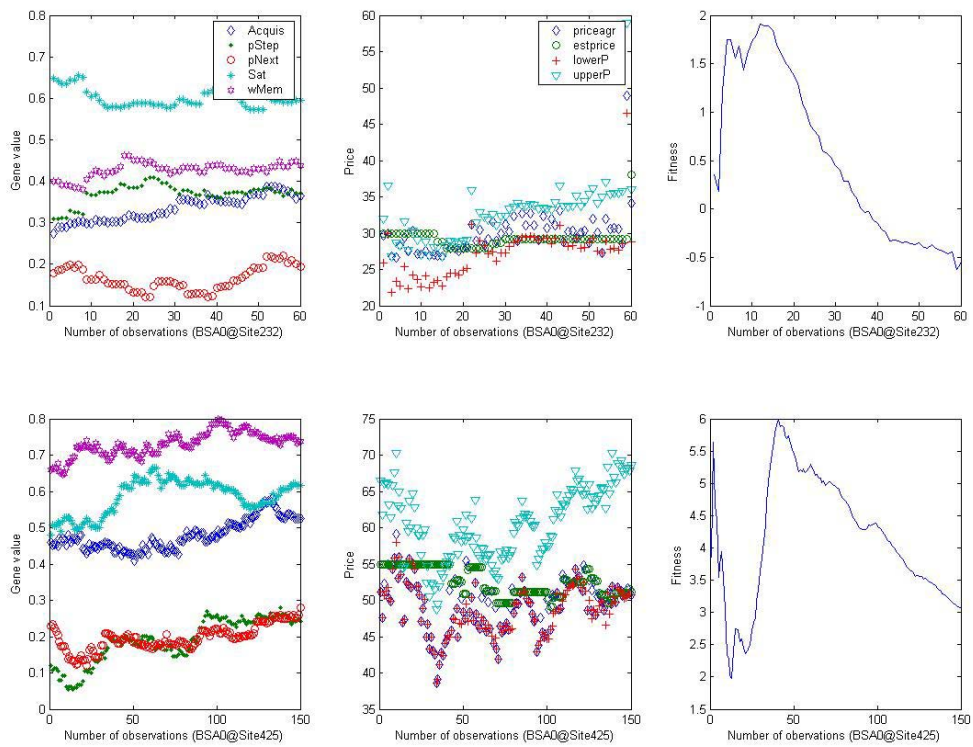 0.8
0.7
0.6
0.5
0.4
0.3
0.2
0.1
Gene value
Acquis
pStep
pNext
Sat
wMem
0 10 20 30 40 50 60
Number of observations (BSA0@Site232)
60
55
50
45
40
35
30
25
20
Price
priceagr
estprice
lowerP
upperP
0 10 20 30 40 50 60
Number of observations (BSA0@Site232)
2
1.5
1
0.5
0
-0.5
-1
Fitness
0 10 20 30 40 50 60
Number of obervations (BSA0@Site232)
0.8
0.7
0.6
0.5
0.4
0.3
0.2
0.1
0
Gene value
0 50 100 150
Number of observations (BSA0@Site425)
75
70
65
60
55
50
45
40
35
Price
0 50 100 150
Number of observations (BSA0@Site425)
6
5.5
5
4.5
4
3.5
3
2.5
2
1.5
Fitness
0 50 100 150
Number of obervations (BSA0@Site425)